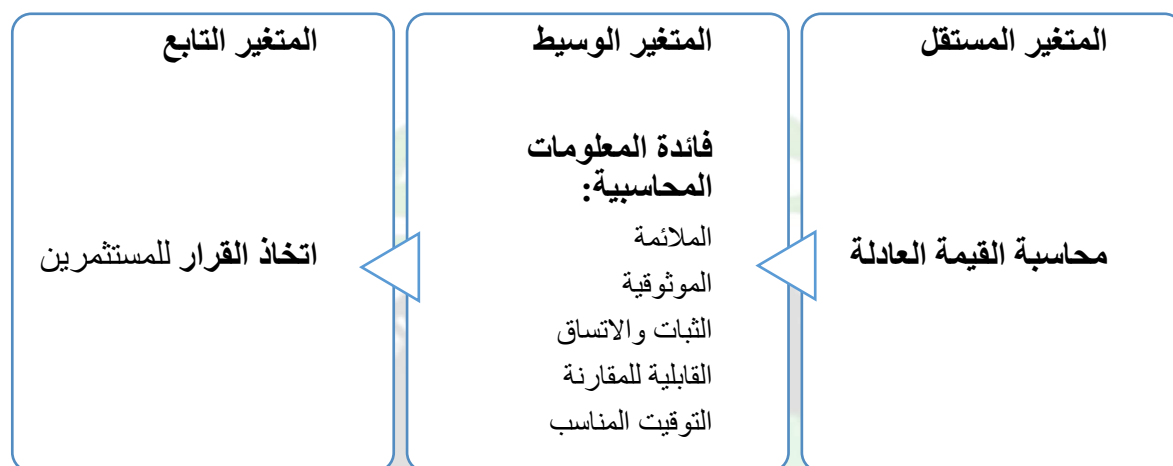 المتغير المستقل
محاسبة القيمة العادلة
المتغير الوسيط
فائدة المعلومات
المحاسبية:
الملائمة
الموثوقية
الثبات والاتساق
القابلية للمقارنة
التوقيت المناسب
المتغير التابع
اتخاذ القرار للمستثمرين